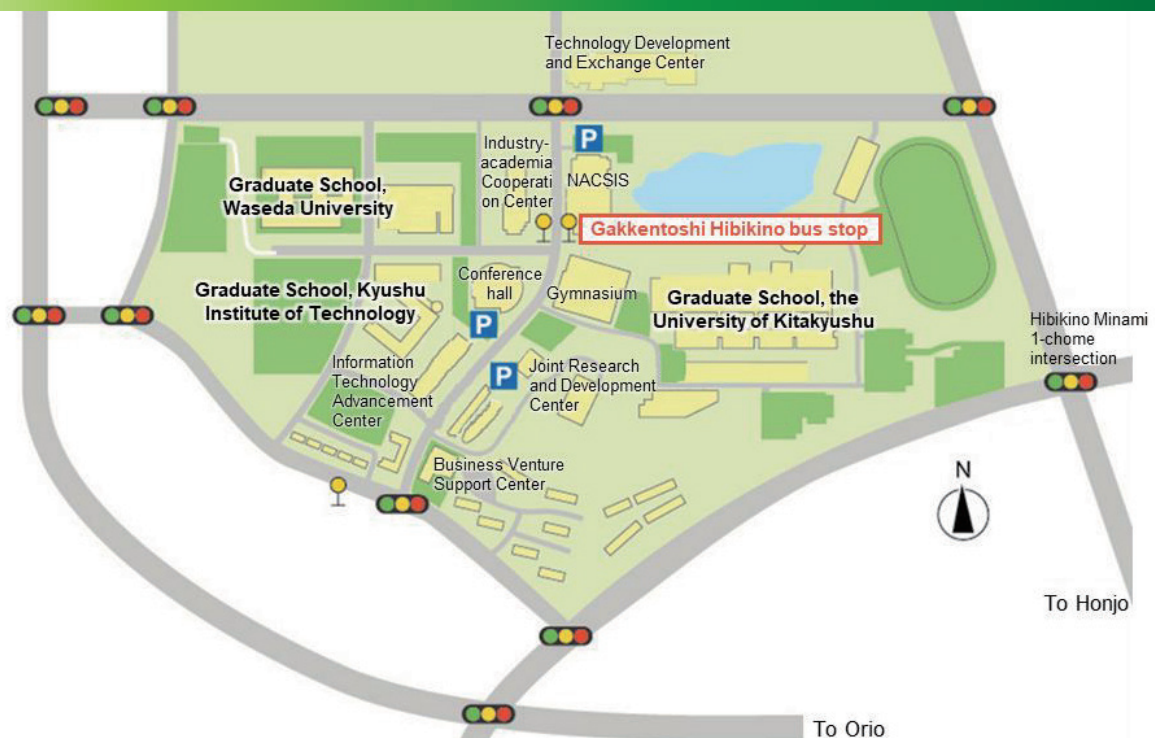 Technology Development
and Exchange Center
P
Industry-
academia
Cooperati
on Center
NACSIS
Graduate School,
Waseda University
Gakkentoshi Hibikino bus stop
Graduate School, Kyushu
Institute of Technology
Conference
hall
Gymnasium
Graduate School, the
University of Kitakyushu
P
Hibikino Minami
1-chome
intersection
Information
Technology
Advancement
Center
P
Joint Research
and Development
Center
Business Venture
Support Center
N
To Honjo
To Orio